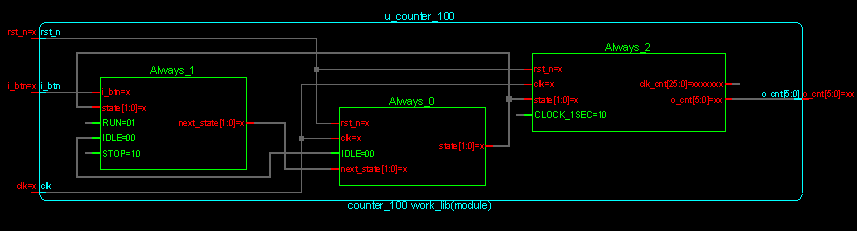 u_counter_100
rst_n=x rst_n
i_btn=x i_btn
clk=x clk
Always_1
i_btn=x
state[1:0]=x
RUN=01
next_state[1:0]=x
IDLE=00
STOP=10
Always_0
rst_n=x
clk=x
state[1:0]=x
IDLE=00
next_state[1:0]=x
Always_2
rst_n=x
clk=x
clk_cnt[25:0]=xxxxxxx
state[1:0]=x
o_cnt[5:0]=xx
CLOCK_1SEC=10
o_cnt[5:0] o_cnt[5:0]=xx
counter_100 work_lib(module)